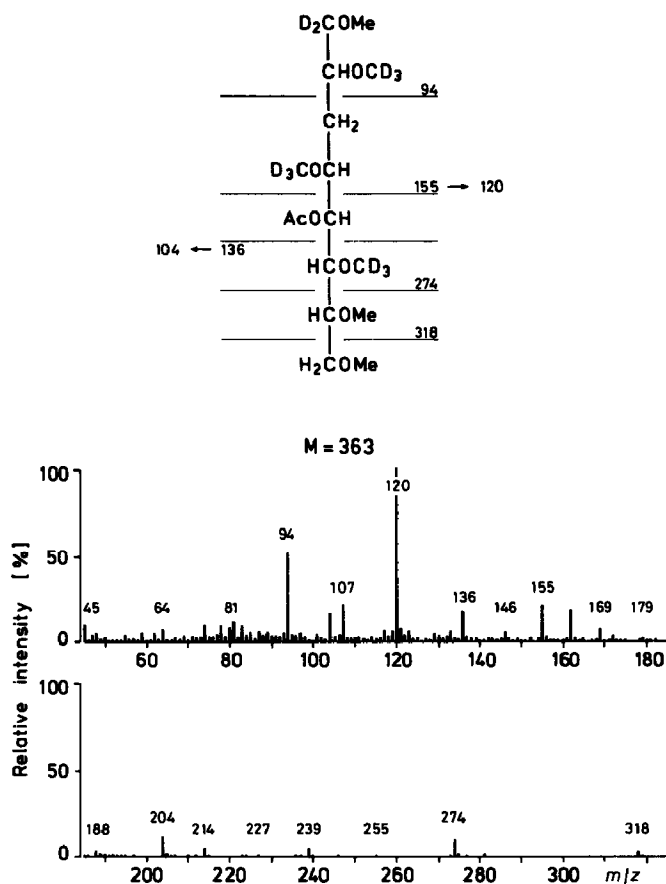 D₂COMe
CHOCD₃
94
CH₂
D₃COCH
155 → 120
AcOCH
104 ← 136
HCOCD₃
274
HCOMe
318
H₂COMe
M = 363
Relative intensity [%]
100
50
0
45 64 81 94 107 120 136 146 155 169 179
60 80 100 120 140 160 180
100
50
0
188 204 214 227 239 255 274 318
200 220 240 260 280 300 m/z